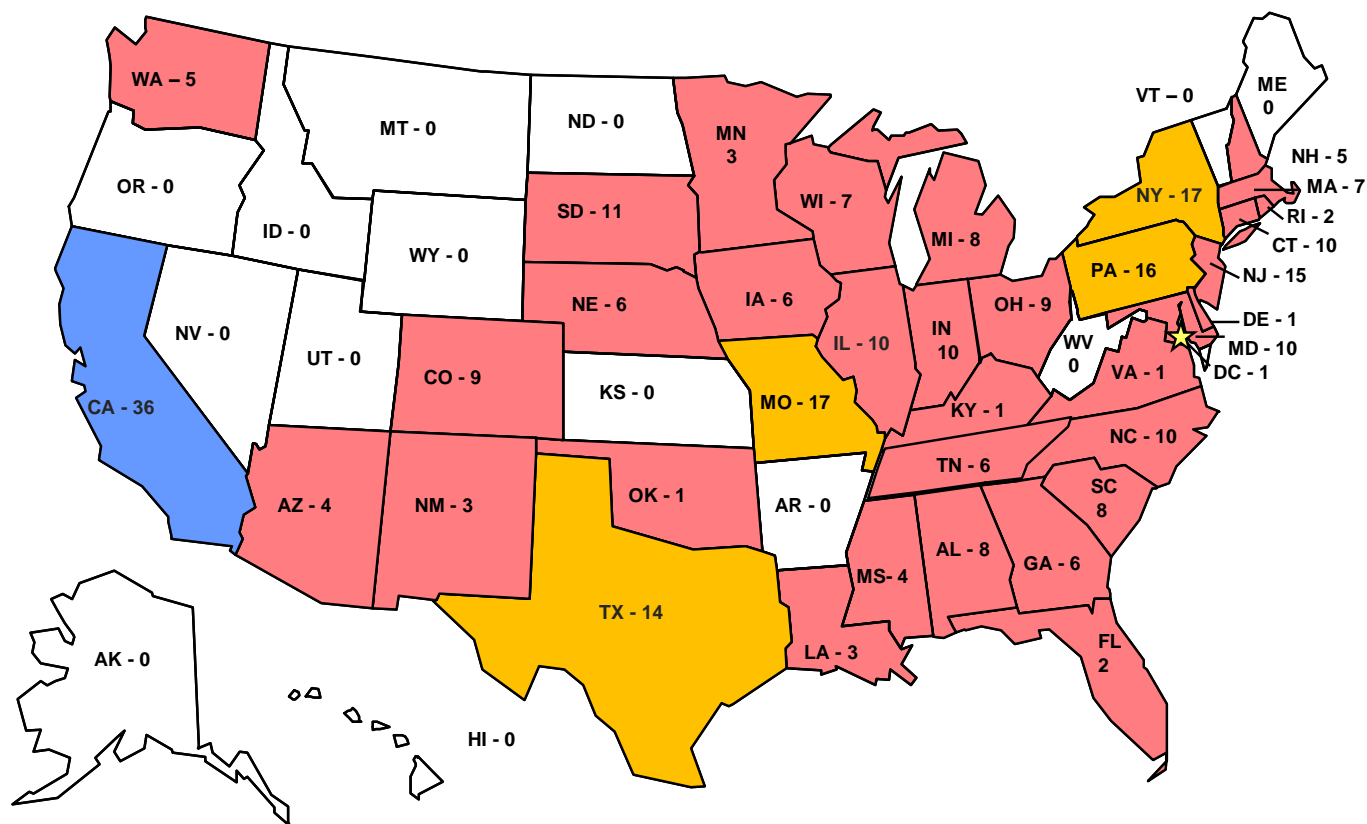 WA – 5
MT - 0
ND - 0
MN
3
VT – 0
ME
0
OR - 0
ID - 0
WY - 0
SD - 11
WI - 7
MI - 8
NY - 17
NH - 5
MA - 7
RI - 2
CT - 10
NJ - 15
PA - 16
NE - 6
IA - 6
IL - 10
IN
10
OH - 9
WV
0
DE - 1
MD - 10
DC - 1
VA - 1
NV - 0
UT - 0
CO - 9
KS - 0
MO - 17
KY - 1
CA - 36
AZ - 4
NM - 3
OK - 1
AR - 0
TN - 6
NC - 10
SC
8
TX - 14
MS- 4
AL - 8
GA - 6
LA - 3
FL
2
AK - 0
HI - 0